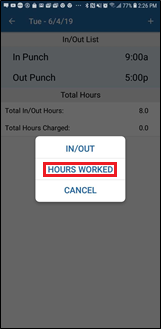 77% 2:26 PM
Tue - 6/4/19 +
In/Out List
In Punch 9:00a
Out Punch 5:00p
Total Hours
Total In/Out Hours: 8.0
Total Hours Charged: 0.0
IN/OUT
HOURS WORKED
CANCEL